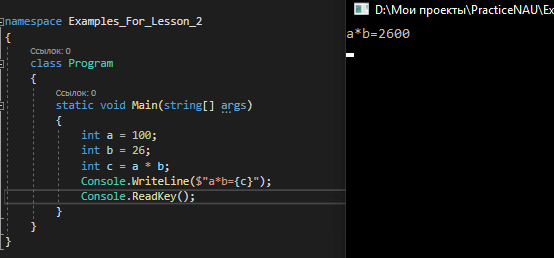 namespace Examples_For_Lesson_2
{
Ссылок: 0
class Program
{
Ссылок: 0
static void Main(string[] args)
{
int a = 100;
int b = 26;
int c = a * b;
Console.WriteLine($"a*b={c}");
Console.ReadKey();
}
}
}
D:\Мои проекты\PracticeNAU\Ex
a*b=2600